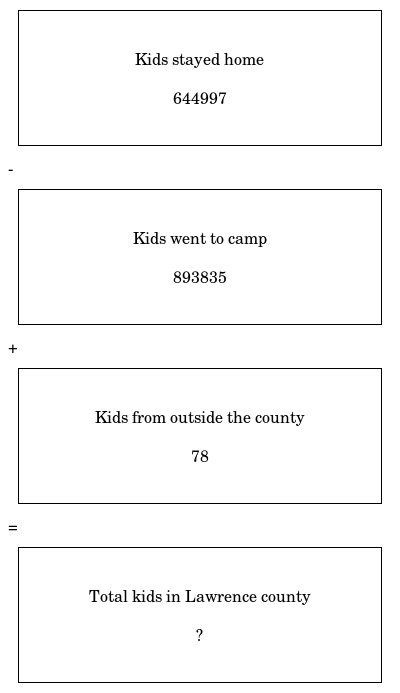 Kids stayed home
644997
-
Kids went to camp
893835
+
Kids from outside the county
78
=
Total kids in Lawrence county
?